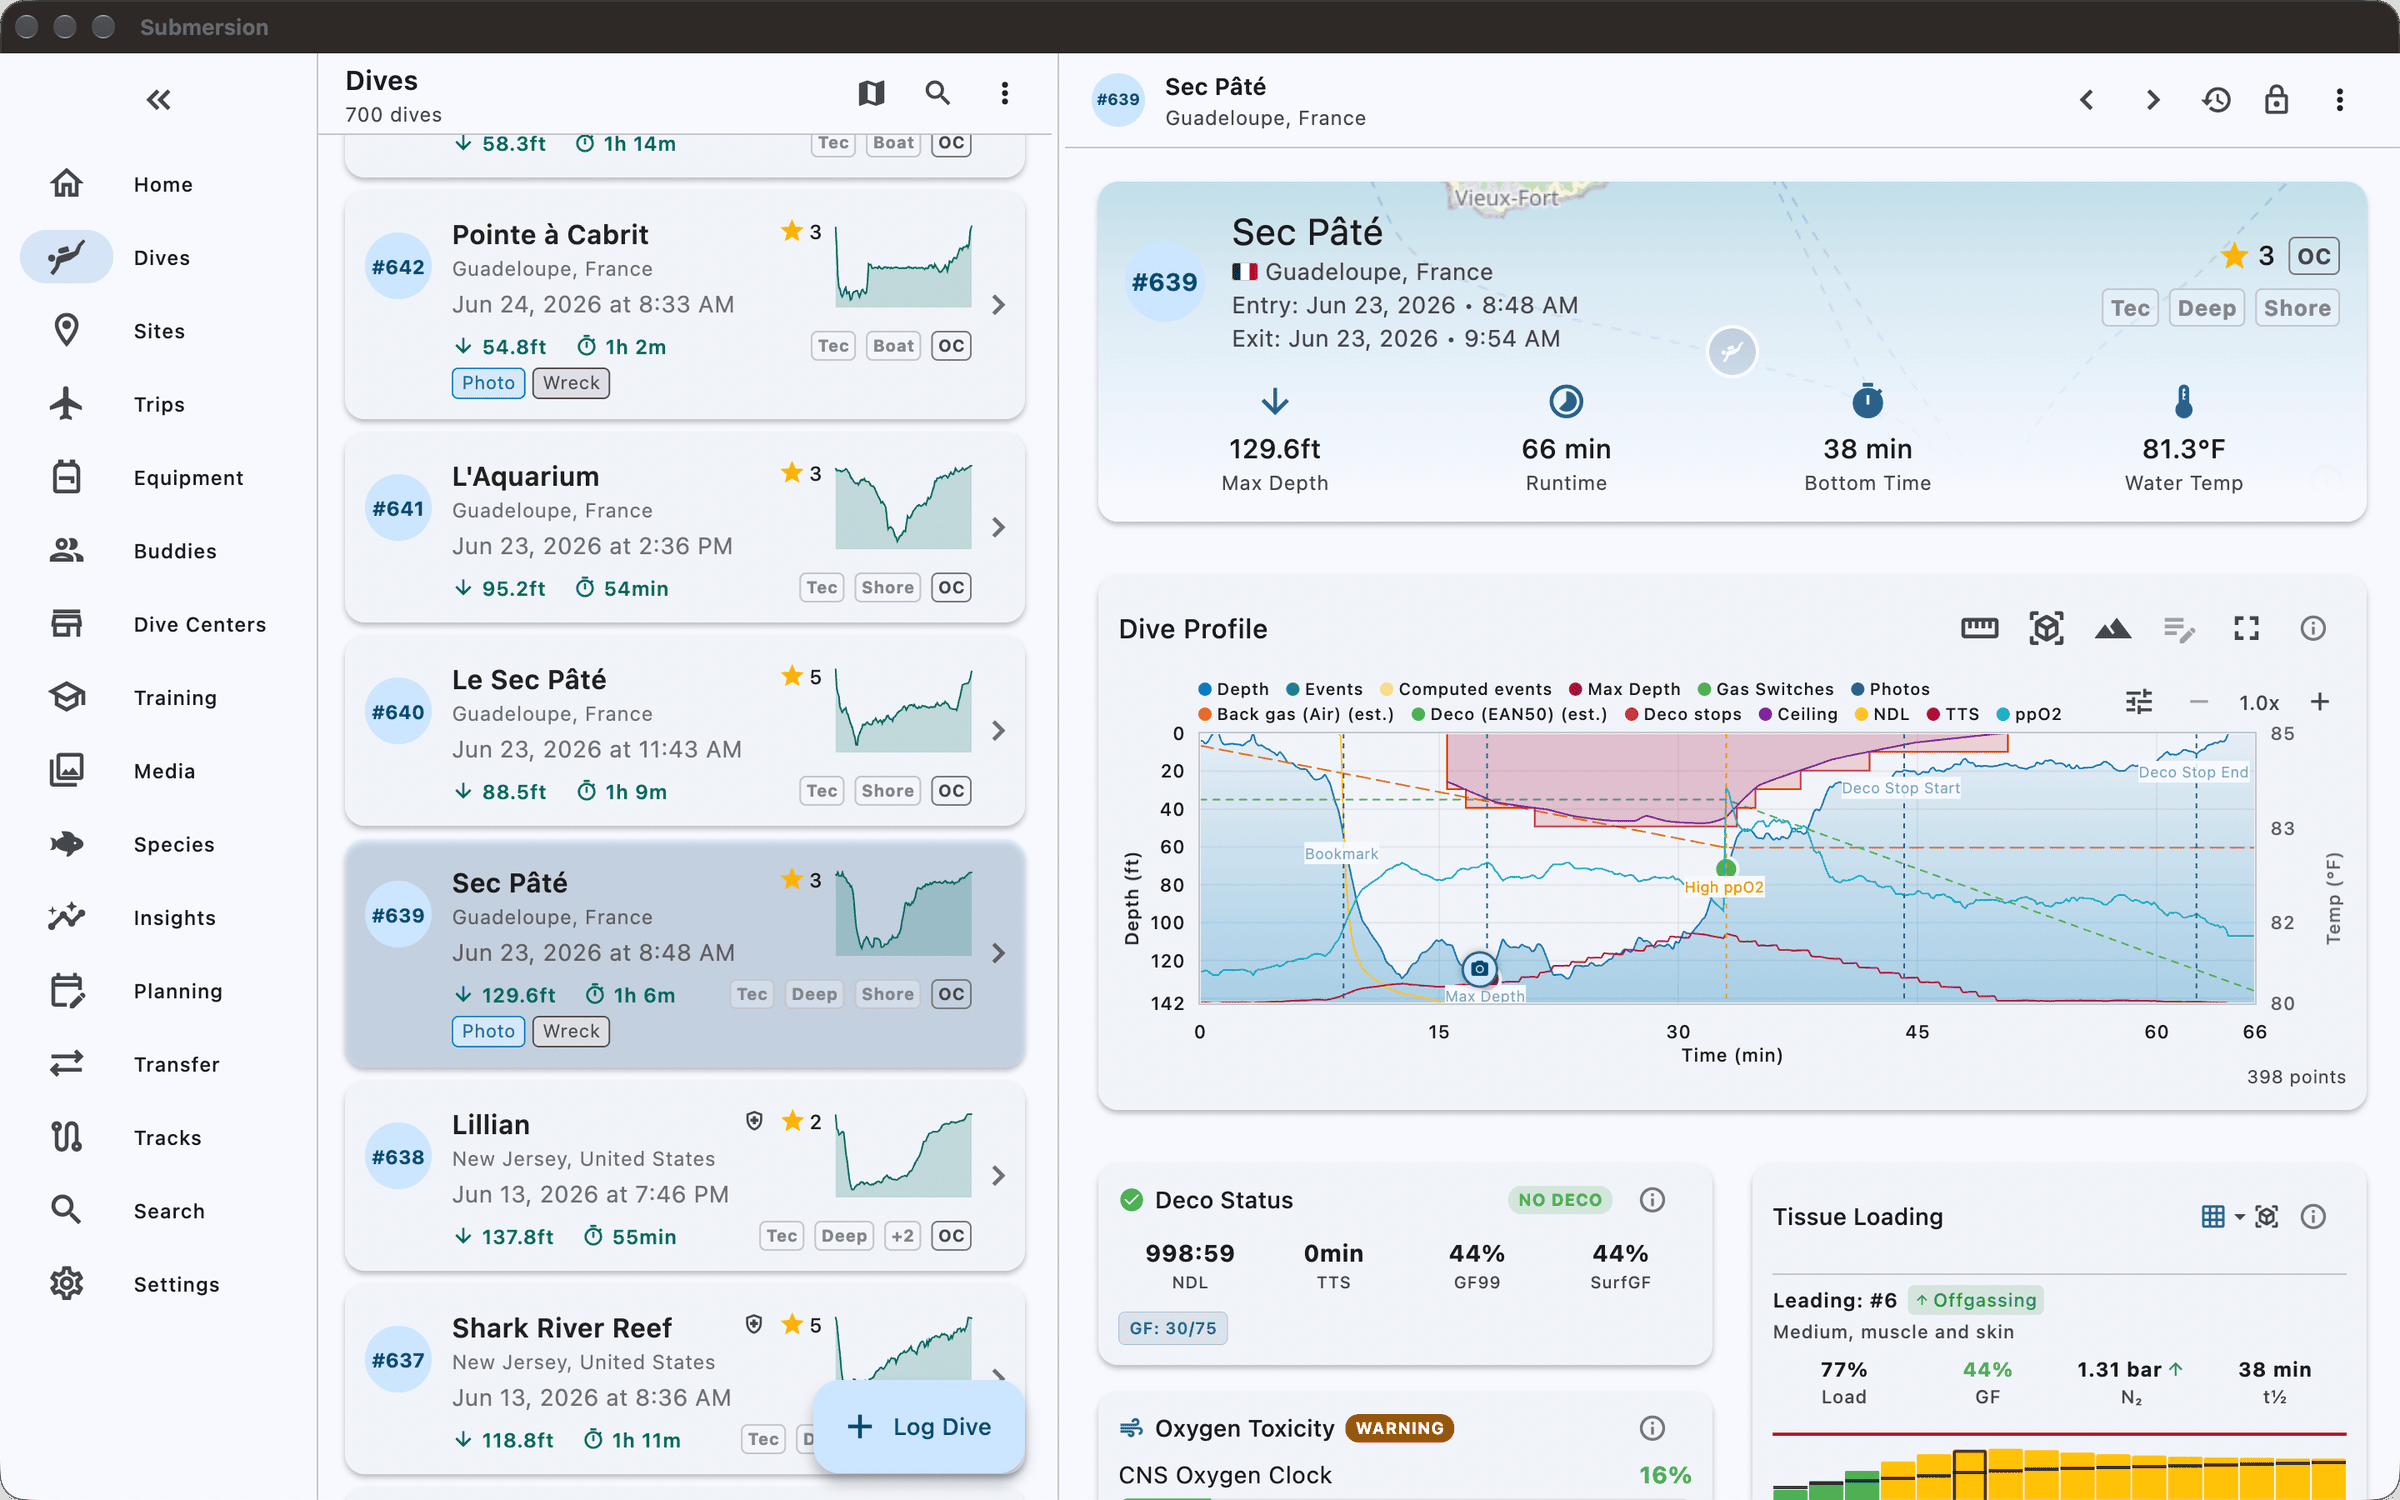 Submersion
Home
Dives
Sites
Trips
Equipment
Buddies
Dive Centers
Training
Media
Species
Insights
Planning
Transfer
Tracks
Search
Settings
Dives
700 dives
58.3ft 1h 14m Tec Boat OC
#642 Pointe à Cabrit 3
Guadeloupe, France
Jun 24, 2026 at 8:33 AM
54.8ft 1h 2m Tec Boat OC
Photo Wreck
#641 L'Aquarium 3
Guadeloupe, France
Jun 23, 2026 at 2:36 PM
95.2ft 54min Tec Shore OC
#640 Le Sec Pâté 5
Guadeloupe, France
Jun 23, 2026 at 11:43 AM
88.5ft 1h 9m Tec Shore OC
#639 Sec Pâté 3
Guadeloupe, France
Jun 23, 2026 at 8:48 AM
129.6ft 1h 6m Tec Deep Shore OC
Photo Wreck
#638 Lillian 2
New Jersey, United States
Jun 13, 2026 at 7:46 PM
137.8ft 55min Tec Deep +2 OC
#637 Shark River Reef 5
New Jersey, United States
Jun 13, 2026 at 8:36 AM
118.8ft 1h 11m Tec
+ Log Dive
#639 Sec Pâté
Guadeloupe, France
Vieux-Fort
#639 Sec Pâté 3 OC
Guadeloupe, France
Entry: Jun 23, 2026 • 8:48 AM
Exit: Jun 23, 2026 • 9:54 AM
Tec Deep Shore
129.6ft 66 min 38 min 81.3°F
Max Depth Runtime Bottom Time Water Temp
Dive Profile
Depth Events Computed events Max Depth Gas Switches Photos
Back gas (Air) (est.) Deco (EAN50) (est.) Deco stops Ceiling NDL TTS ppO2
1.0x
Depth (ft)
0
20
40
60
80
100
120
142
Bookmark
Max Depth
High ppO2
Deco Stop Start
Deco Stop End
85
83
82
80
Temp (°F)
0 15 30 45 60 66
Time (min)
398 points
Deco Status NO DECO
998:59 0min 44% 44%
NDL TTS GF99 SurfGF
GF: 30/75
Oxygen Toxicity WARNING
CNS Oxygen Clock 16%
Tissue Loading
Leading: #6 ↑ Offgassing
Medium, muscle and skin
77% 44% 1.31 bar ↑ 38 min
Load GF N₂ t½